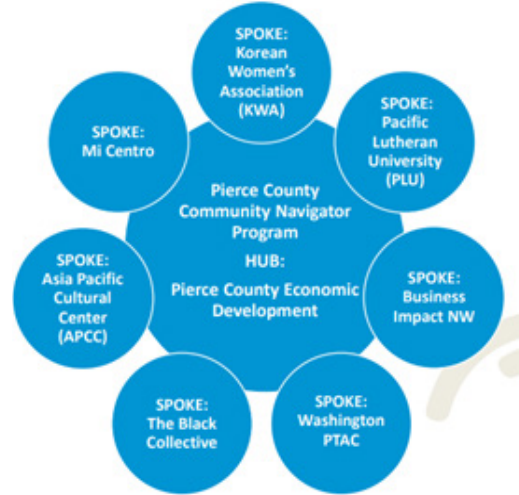 SPOKE:
Korean
Women's
Association
(KWA)
SPOKE:
Pacific
Lutheran
University
(PLU)
SPOKE:
Business
Impact NW
SPOKE:
Washington
PTAC
SPOKE:
The Black
Collective
SPOKE:
Asia Pacific
Cultural
Center
(APCC)
SPOKE:
Mi Centro
Pierce County
Community Navigator
Program
HUB:
Pierce County Economic
Development